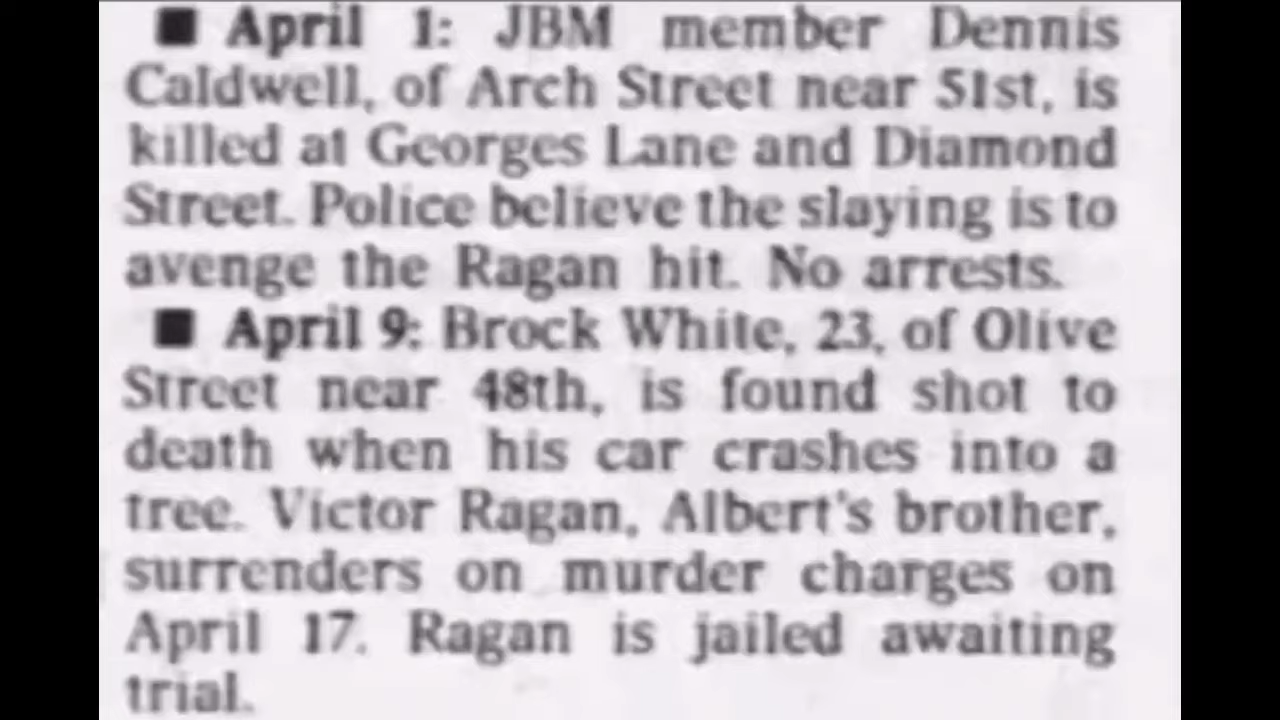 ■ April 1: JBM member Dennis
Caldwell, of Arch Street near 51st, is
killed at Georges Lane and Diamond
Street. Police believe the slaying is to
avenge the Ragan hit. No arrests.
■ April 9: Brock White, 23, of Olive
Street near 48th, is found shot to
death when his car crashes into a
tree. Victor Ragan, Albert's brother,
surrenders on murder charges on
April 17. Ragan is jailed awaiting
trial.